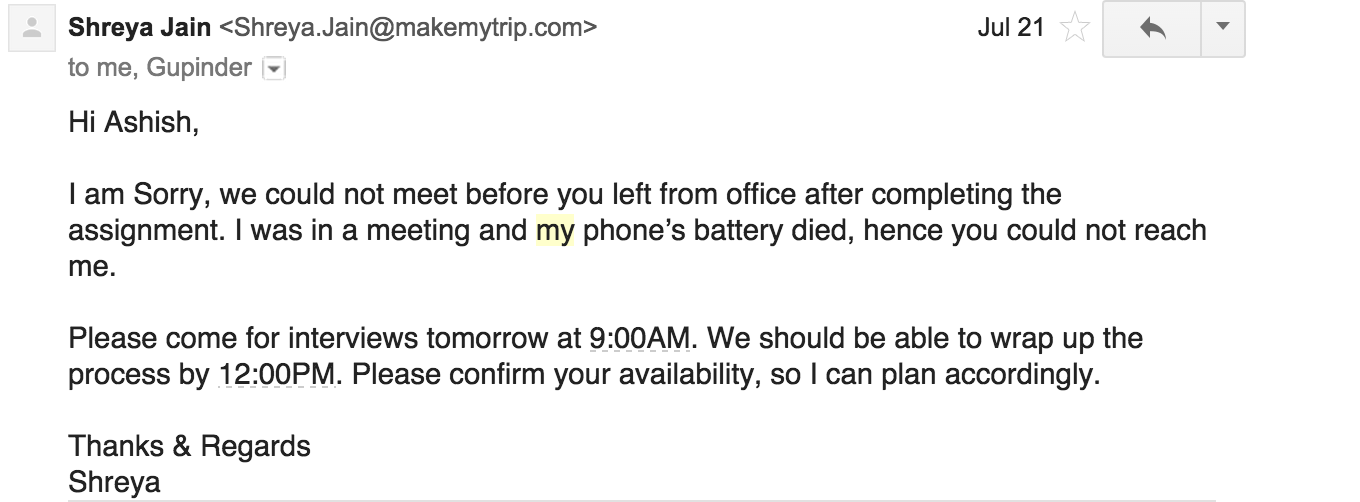 Shreya Jain <Shreya.Jain@makemytrip.com> Jul 21
to me, Gupinder
Hi Ashish,
I am Sorry, we could not meet before you left from office after completing the
assignment. I was in a meeting and my phone’s battery died, hence you could not reach
me.
Please come for interviews tomorrow at 9:00AM. We should be able to wrap up the
process by 12:00PM. Please confirm your availability, so I can plan accordingly.
Thanks & Regards
Shreya